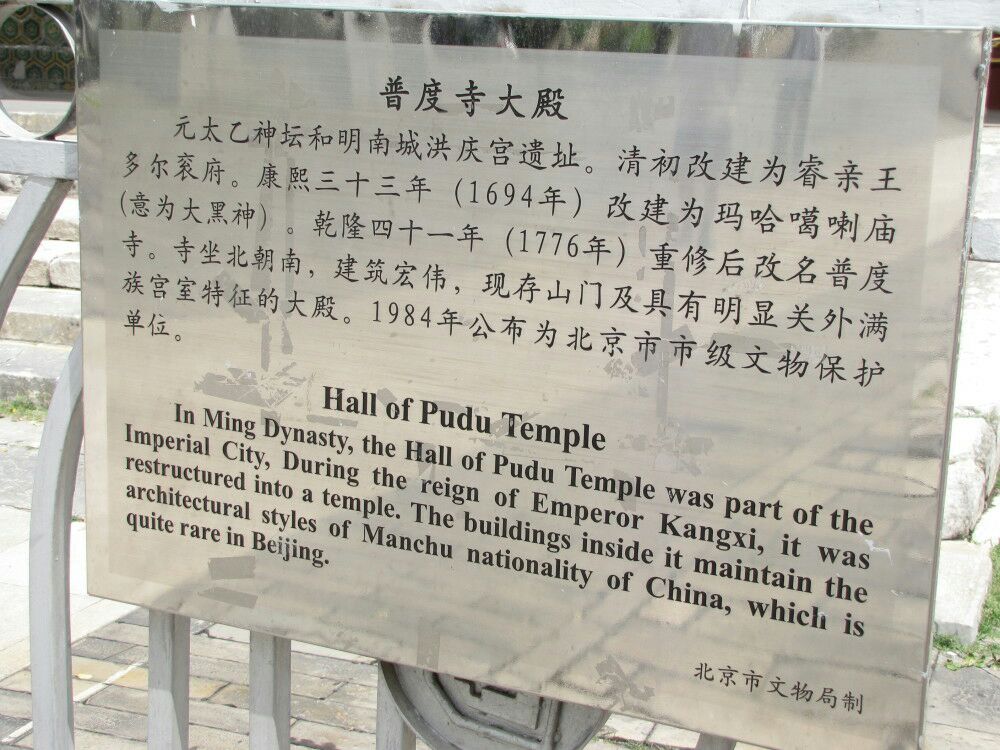 普度寺大殿
元太乙神坛和明南城洪庆宫遗址。清初改建为睿亲王
多尔衮府。康熙三十三年（1694年）改建为玛哈噶喇庙
(意为大黑神）。乾隆四十一年（1776年）重修后改名普度
寺。寺坐北朝南，建筑宏伟，现存山门及具有明显关外满
族宫室特征的大殿。1984年公布为北京市市级文物保护
单位。
Hall of Pudu Temple
In Ming Dynasty, the Hall of Pudu Temple was part of the
Imperial City, During the reign of Emperor Kangxi, it was
restructured into a temple. The buildings inside it maintain the
architectural styles of Manchu nationality of China, which is
quite rare in Beijing.
北京市文物局制